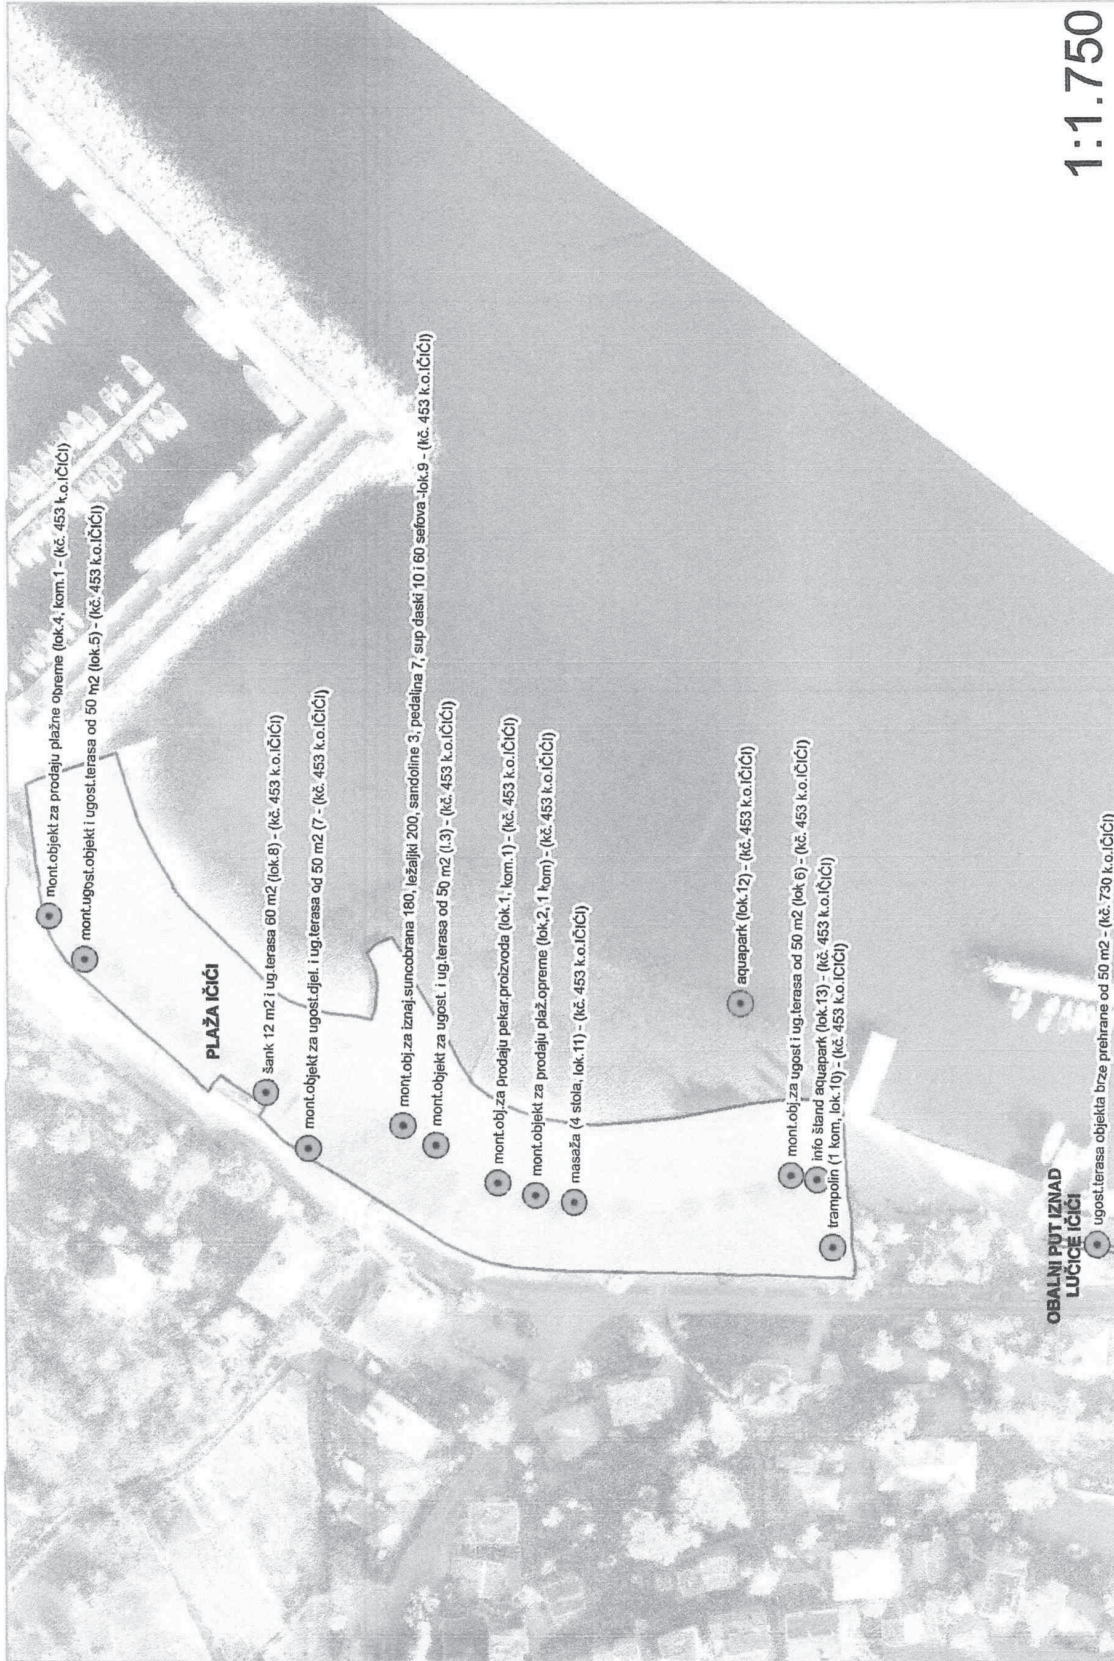 1:1.750
mont.objekt za prodaju plažne opreme (lok.4, kom.1 - (kč. 453 k.o.IČIĆI)
mont.ugost.objekt i ugost.terasa od 50 m2 (lok.5) - (kč. 453 k.o.IČIĆI)
PLAŽA IČIĆI
šank 12 m2 i ug.terasa 60 m2 (lok.8) - (kč. 453 k.o.IČIĆI)
mont.objekt za ugost.djel. i ug.terasa od 50 m2 (7 - (kč. 453 k.o.IČIĆI)
mont.obj.za iznaj.suncobrana 180, ležaljki 200, sandoline 3, pedalina 7, sup daski 10 i 60 sefova -lok.9 - (kč. 453 k.o.IČIĆI)
mont.objekt za ugost. i ug.terasa od 50 m2 (l.3) - (kč. 453 k.o.IČIĆI)
mont.obj.za prodaju pekar.proizvoda (lok.1, kom.1) - (kč. 453 k.o.IČIĆI)
mont.objekt za prodaju plaž.opreme (lok,2, 1 kom) - (kč. 453 k.o.IČIĆI)
masaža (4 stola, lok.11) - (kč. 453 k.o.IČIĆI)
aquapark (lok.12) - (kč. 453 k.o.IČIĆI)
mont.obj.za ugost i ug.terasa od 50 m2 (lok 6) - (kč. 453 k.o.IČIĆI)
info štand aquapark (lok.13) - (kč. 453 k.o.IČIĆI)
trampolin (1 kom, lok.10) - (kč. 453 k.o.IČIĆI)
OBALNI PUT IZNAD
LUČICE IČIĆI
ugost.terasa objekta brze prehrane od 50 m2 - (kč. 730 k.o.IČIĆI)